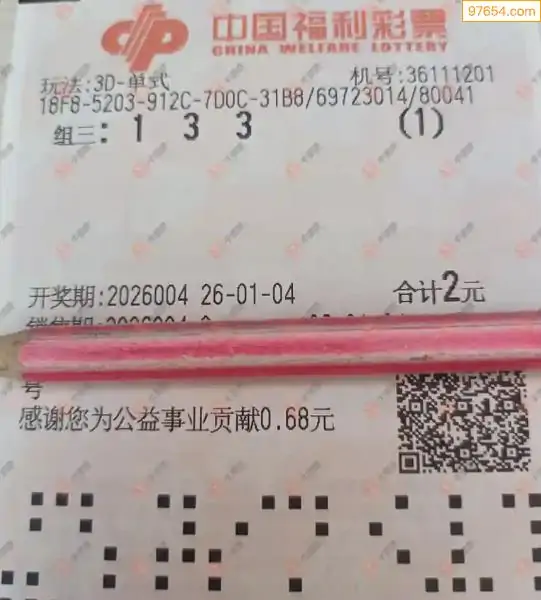 97654.com
中国福利彩票
CHINA WELFARE LOTTERY
玩法:3D-单式 机号:36111201
18F8-5203-912C-7D0C-31B8/69723014/80041
组三: 1 3 3 (1)
开奖期:2026004 26-01-04 合计2元
号
感谢您为公益事业贡献0.68元